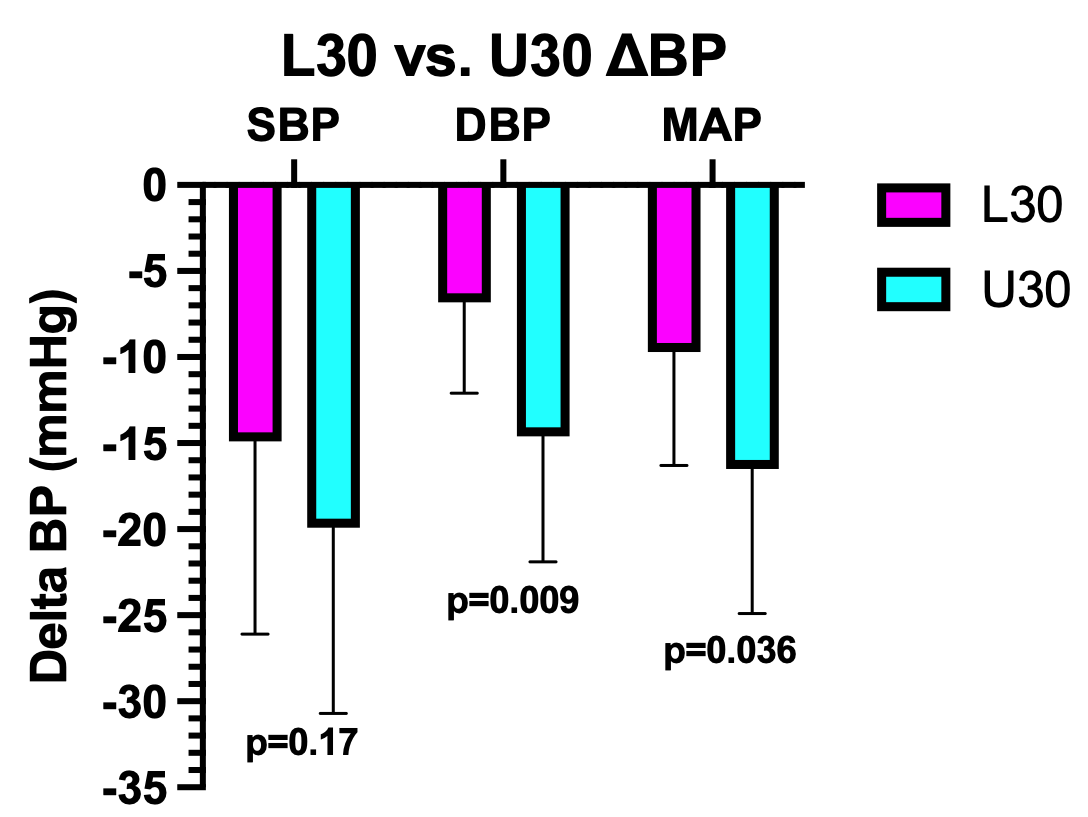 L30 vs. U30 ΔBP
SBP DBP MAP
0
-5
-10
-15
-20
-25
-30
-35
Delta BP (mmHg)
L30
U30
p=0.009
p=0.036
p=0.17